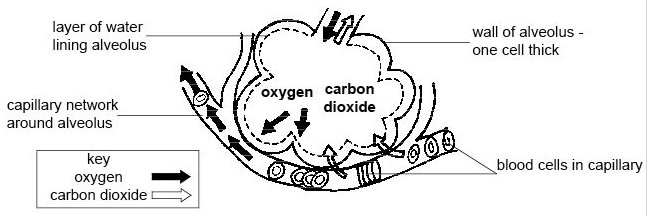 layer of water
lining alveolus
wall of alveolus -
one cell thick
oxygen
carbon
dioxide
capillary network
around alveolus
key
oxygen
carbon dioxide
blood cells in capillary